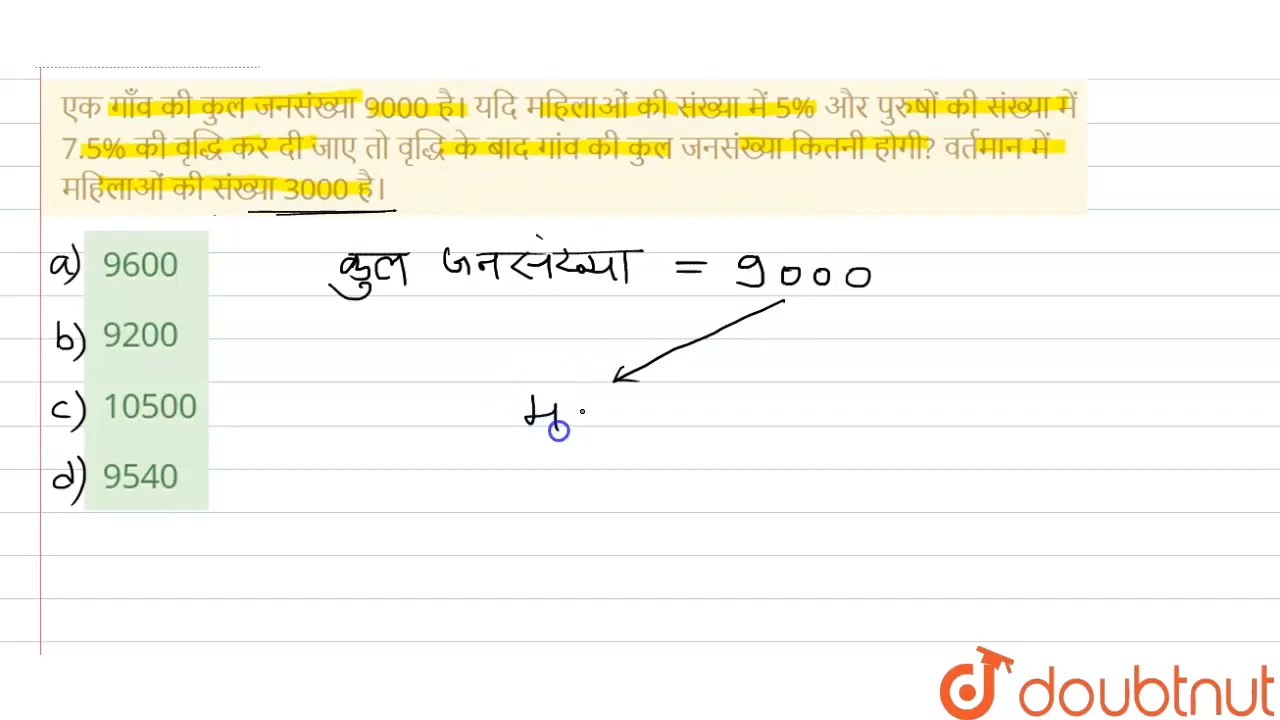 एक गाँव की कुल जनसंख्या 9000 है। यदि महिलाओं की संख्या में 5% और पुरुषों की संख्या में
7.5% की वृद्धि कर दी जाए तो वृद्धि के बाद गांव की कुल जनसंख्या कितनी होगी? वर्तमान में
महिलाओं की संख्या 3000 है।
a) 9600
कुल जनसंख्या = 9000
b) 9200
म.
c) 10500
d) 9540
doubtnut